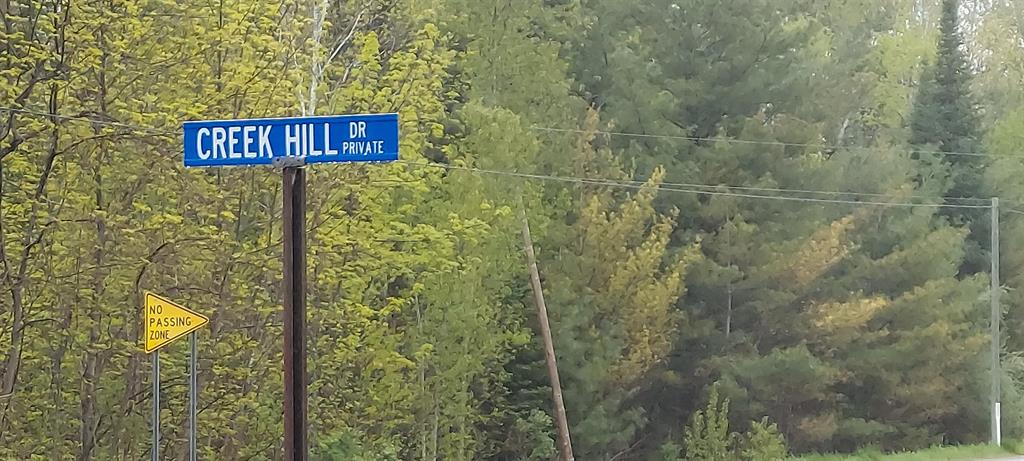 CREEK HILL DR
PRIVATE
NO
PASSING
ZONE